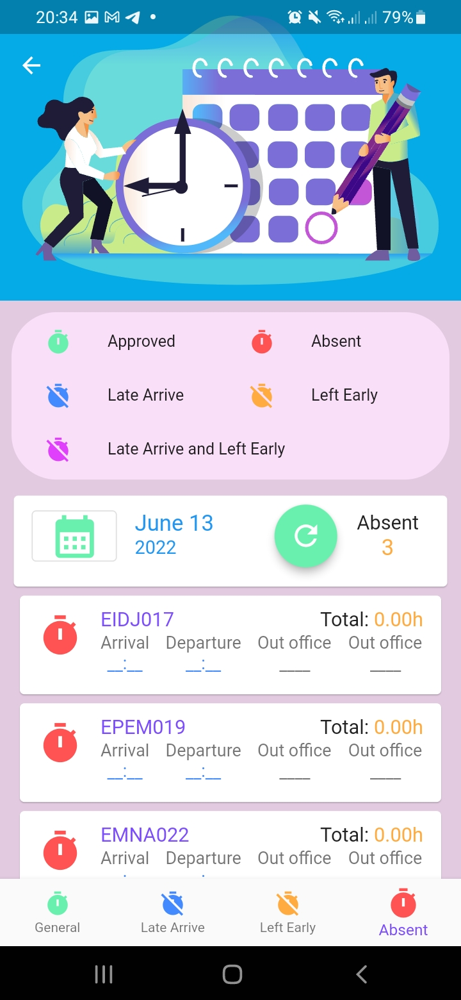 20:34 79%
Approved Absent
Late Arrive Left Early
Late Arrive and Left Early
June 13 Absent
2022 3
EIDJ017 Total: 0.00h
Arrival Departure Out office Out office
__:__ __:__ ____ ____
EPEM019 Total: 0.00h
Arrival Departure Out office Out office
__:__ __:__ ____ ____
EMNA022 Total: 0.00h
Arrival Departure Out office Out office
General Late Arrive Left Early Absent